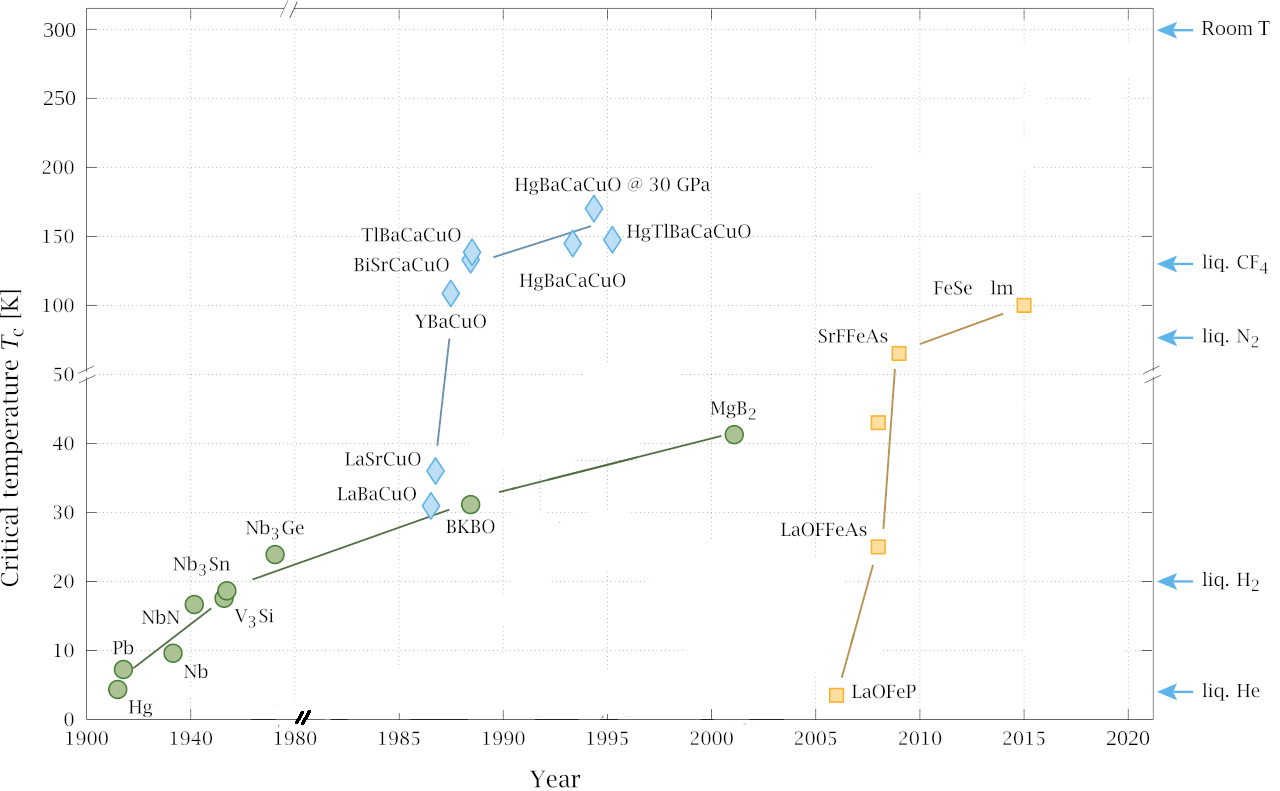 300
Room T
250
200
HgBaCaCuO @ 30 GPa
150
TlBaCaCuO
HgTlBaCaCuO
BiSrCaCuO
liq. CF₄
HgBaCaCuO
FeSe lm
100
YBaCuO
SrFFeAs
liq. N₂
50
MgB₂
40
LaSrCuO
LaBaCuO
30
BKBO
Nb₃Ge
LaOFFeAs
Nb₃Sn
20
liq. H₂
NbN
V₃Si
Pb
10
Nb
LaOFeP
liq. He
Hg
0
Critical temperature Tc [K]
1900 1940 1980 1985 1990 1995 2000 2005 2010 2015 2020
Year